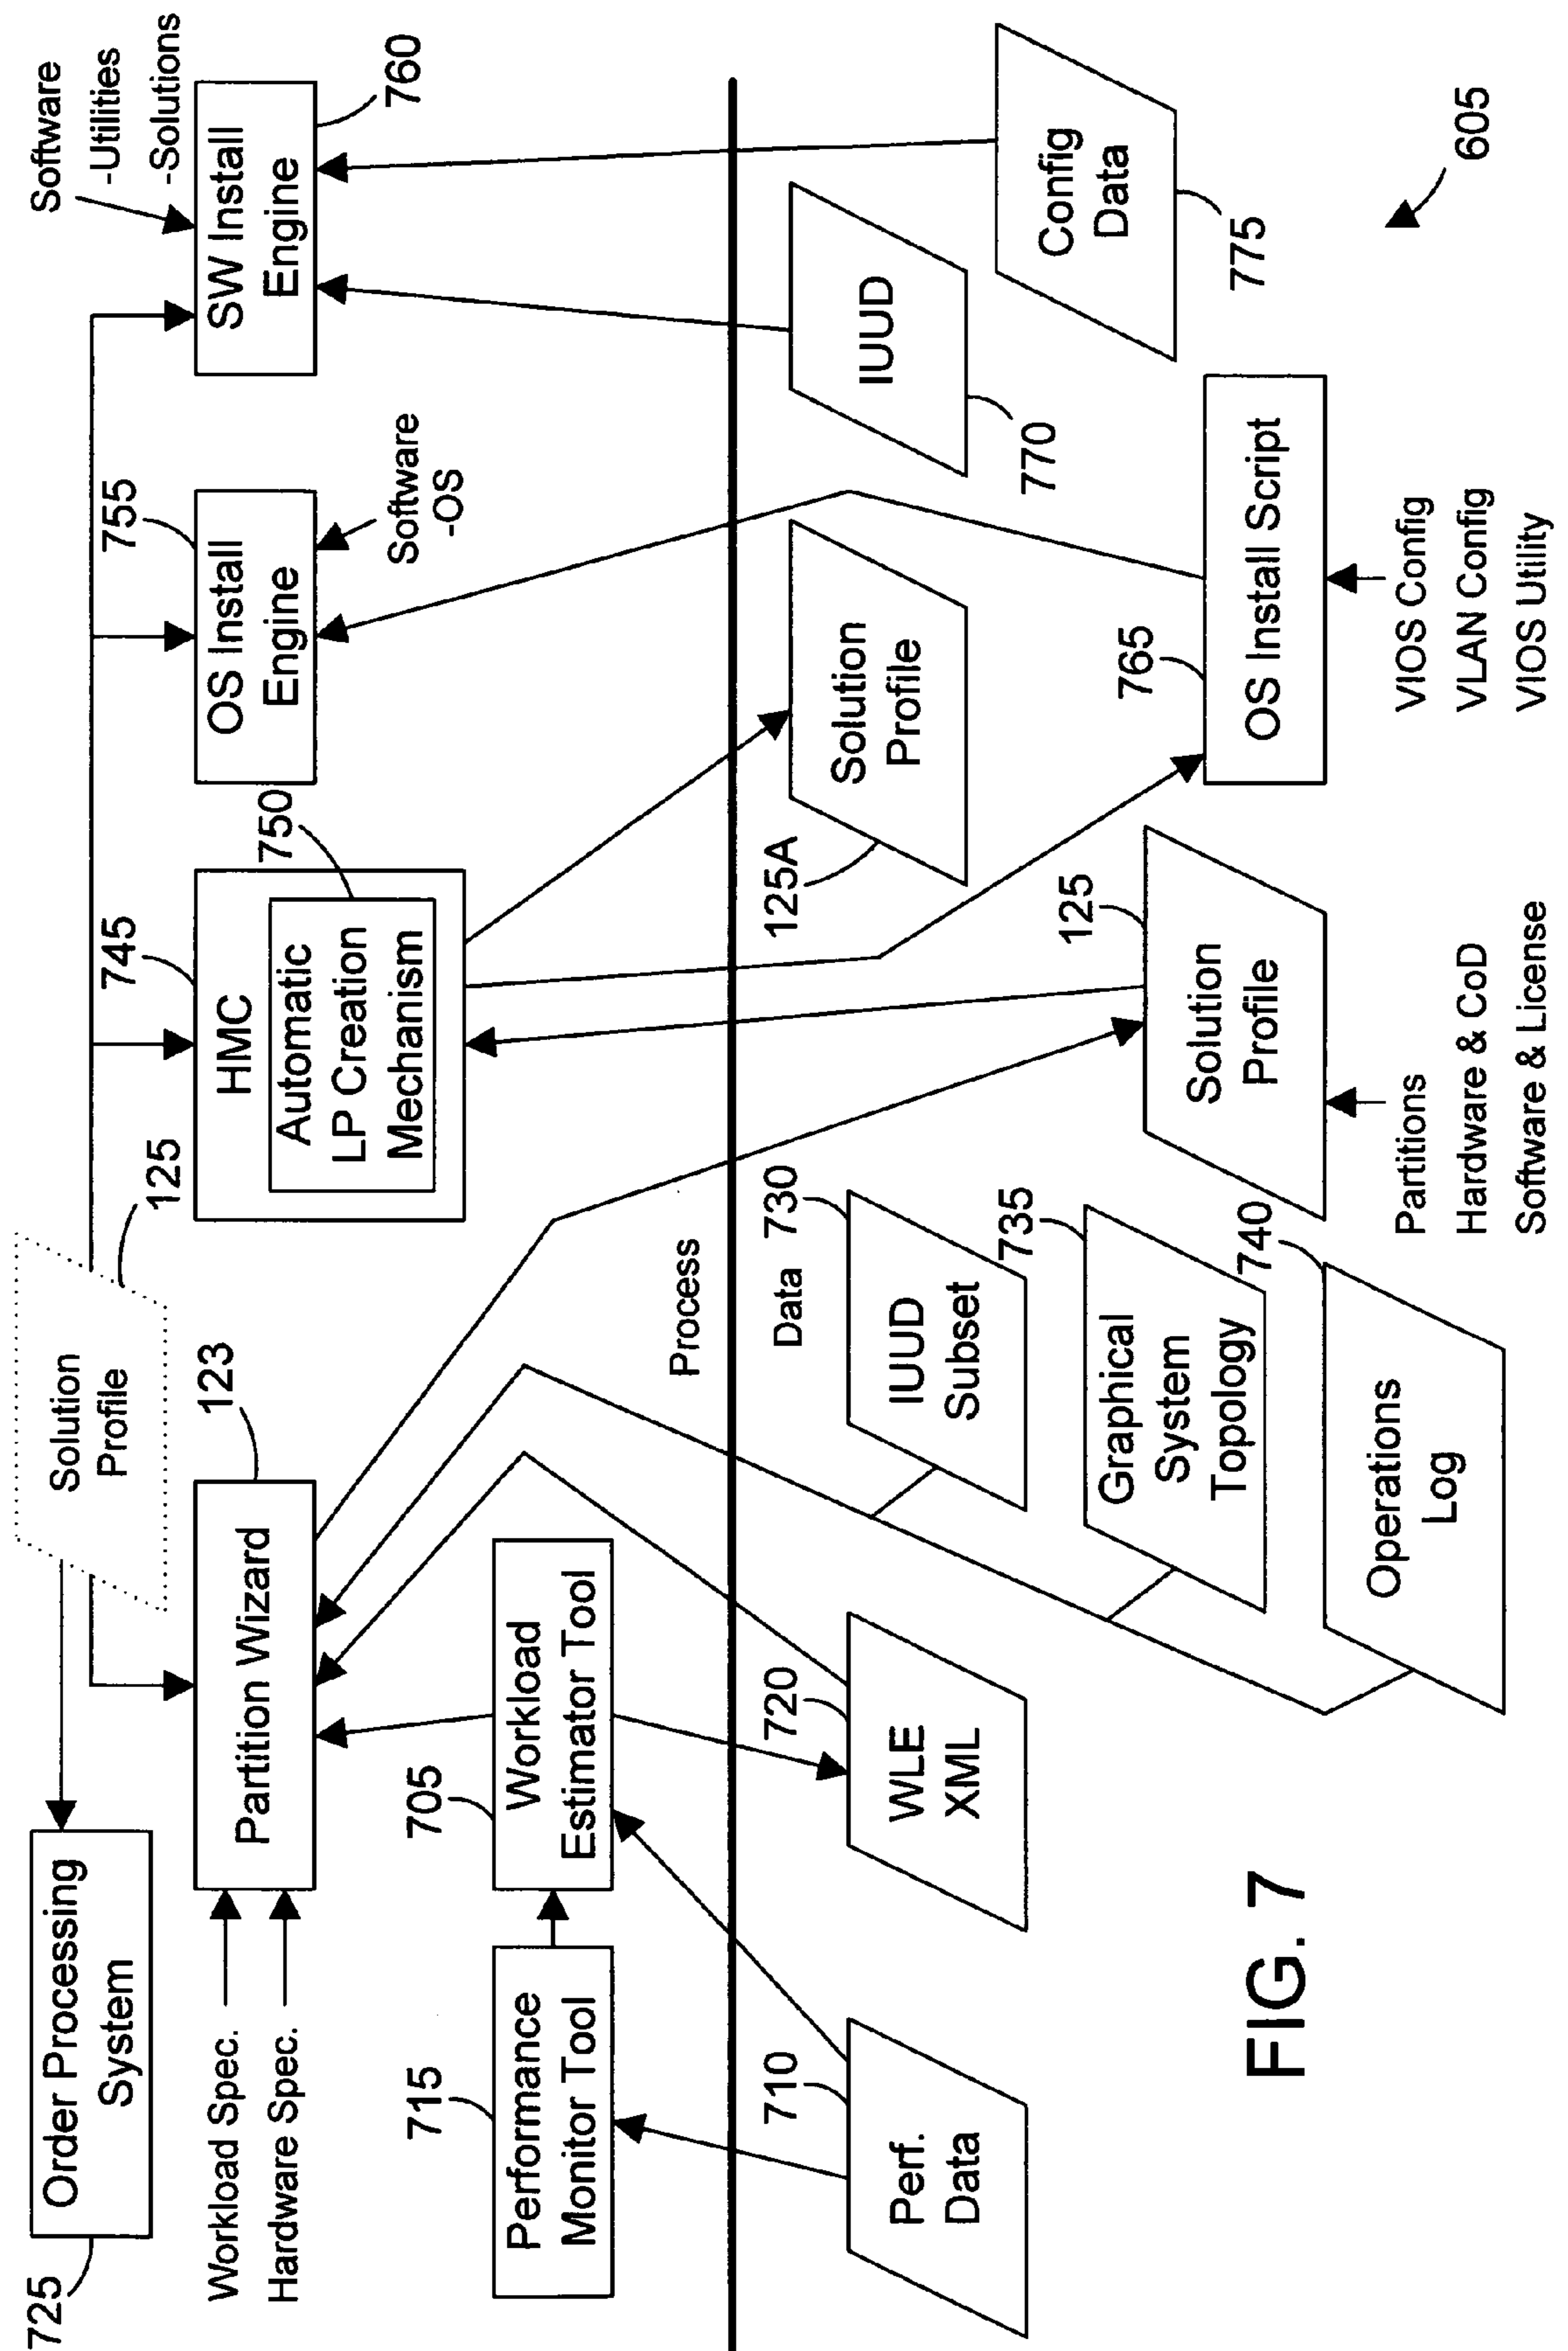 725
Order Processing
System
Solution
Profile
125
Software
-Utilities
-Solutions
Workload Spec.
Hardware Spec.
Partition Wizard
123
745
HMC
Automatic
LP Creation
Mechanism
750
755
OS Install
Engine
Software
-OS
SW Install
Engine
760
715
Performance
Monitor Tool
705
Workload
Estimator Tool
Process
Data
710
Perf.
Data
720
WLE
XML
730
IUUD
Subset
735
Graphical
System
Topology
740
Operations
Log
125A
Solution
Profile
125
Solution
Profile
Partitions
Hardware & CoD
Software & License
765
OS Install Script
VIOS Config
VLAN Config
VIOS Utility
IUUD
770
Config
Data
775
605
FIG. 7